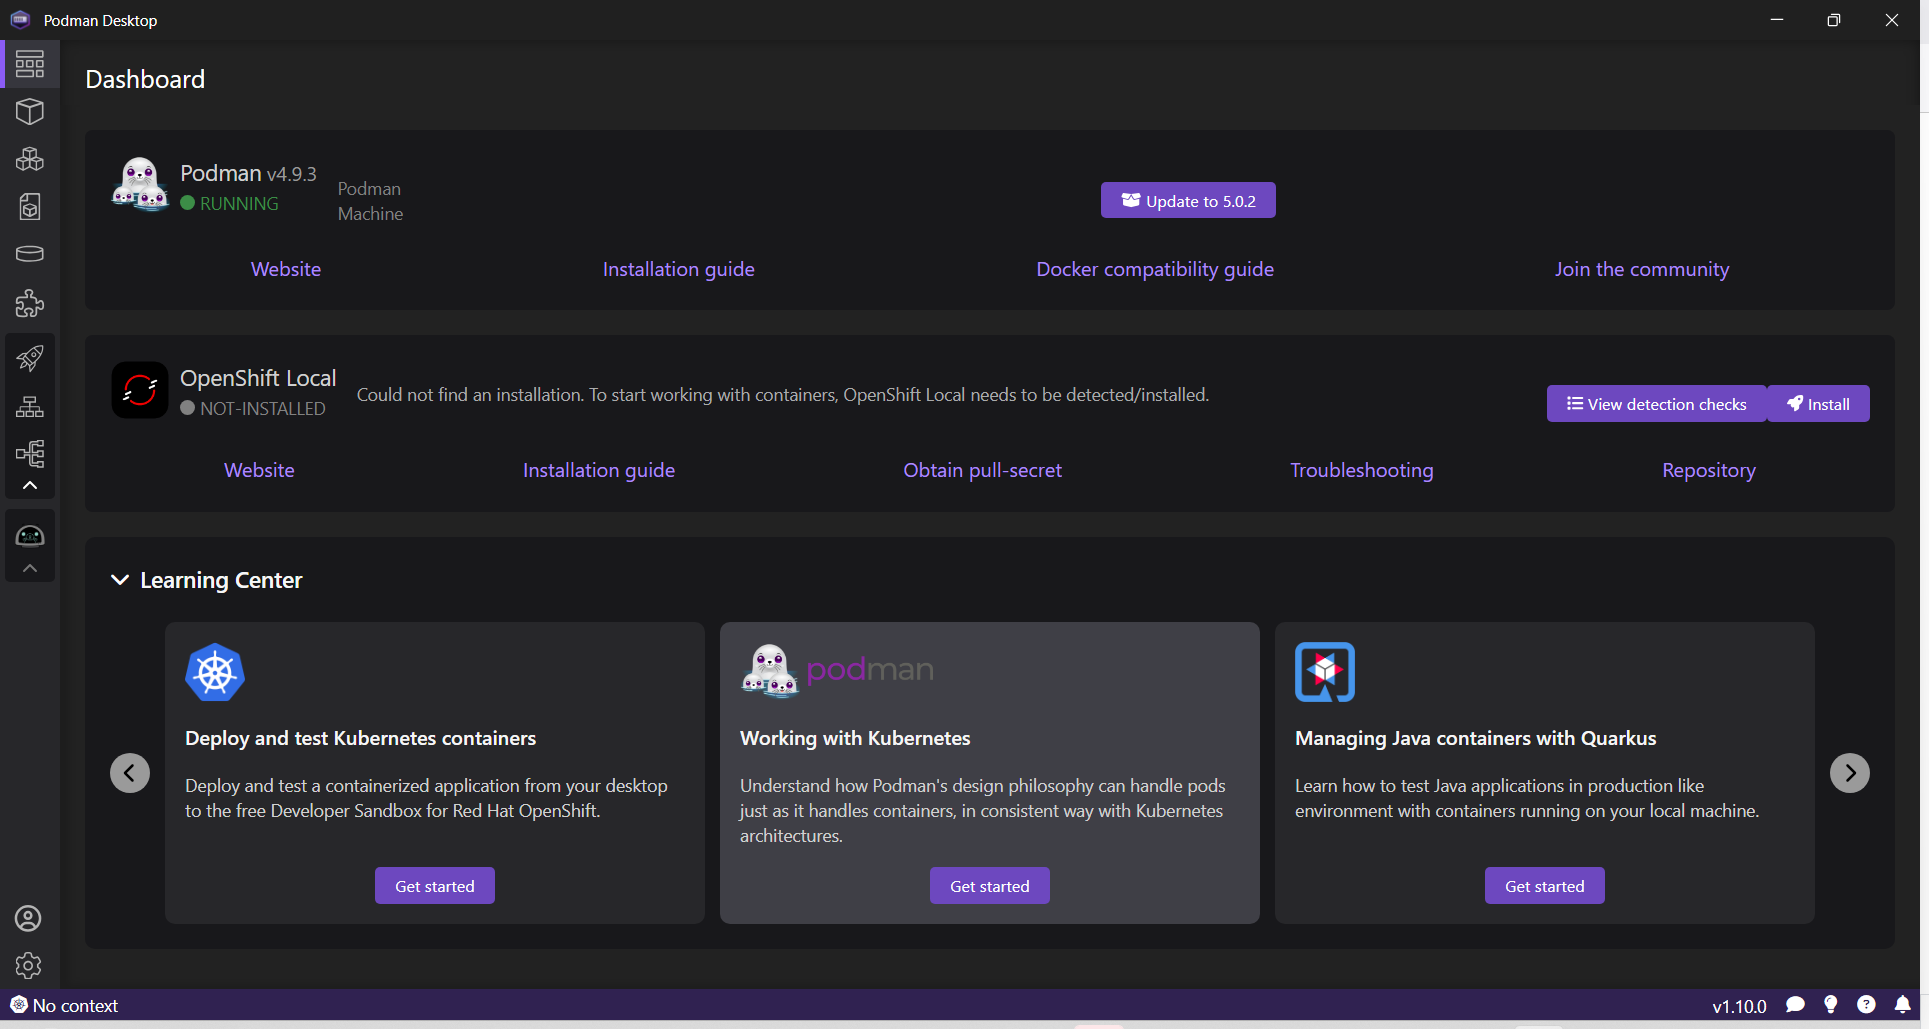 Podman Desktop
Dashboard
Podman v4.9.3
RUNNING
Podman
Machine
Update to 5.0.2
Website
Installation guide
Docker compatibility guide
Join the community
OpenShift Local
NOT-INSTALLED
Could not find an installation. To start working with containers, OpenShift Local needs to be detected/installed.
View detection checks
Install
Website
Installation guide
Obtain pull-secret
Troubleshooting
Repository
Learning Center
Deploy and test Kubernetes containers
Deploy and test a containerized application from your desktop
to the free Developer Sandbox for Red Hat OpenShift.
Get started
podman
Working with Kubernetes
Understand how Podman's design philosophy can handle pods
just as it handles containers, in consistent way with Kubernetes
architectures.
Get started
Managing Java containers with Quarkus
Learn how to test Java applications in production like
environment with containers running on your local machine.
Get started
No context
v1.10.0